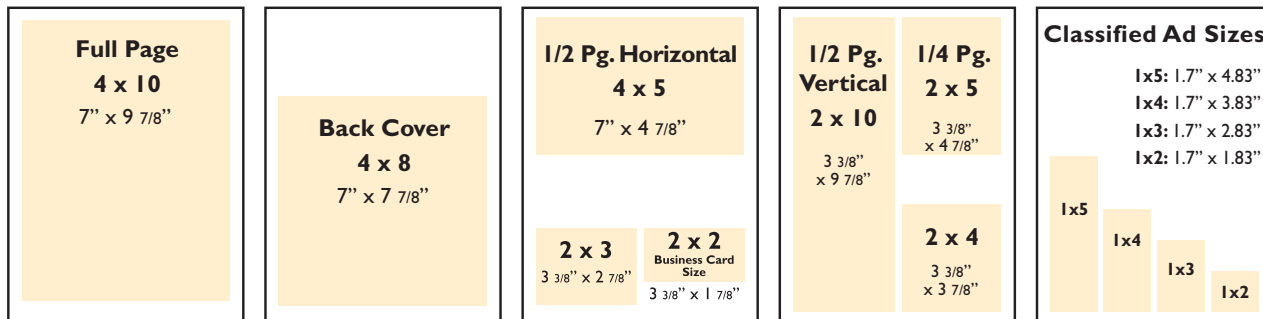 Full Page
4 x 10
7” x 9 7/8”
Back Cover
4 x 8
7” x 7 7/8”
1/2 Pg. Horizontal
4 x 5
7” x 4 7/8”
2 x 3
3 3/8” x 2 7/8”
2 x 2
Business Card
Size
3 3/8” x 1 7/8”
1/2 Pg.
Vertical
2 x 10
3 3/8”
x 9 7/8”
1/4 Pg.
2 x 5
3 3/8”
x 4 7/8”
2 x 4
3 3/8”
x 3 7/8”
Classified Ad Sizes
1x5: 1.7” x 4.83”
1x4: 1.7” x 3.83”
1x3: 1.7” x 2.83”
1x2: 1.7” x 1.83”
1x5
1x4
1x3
1x2